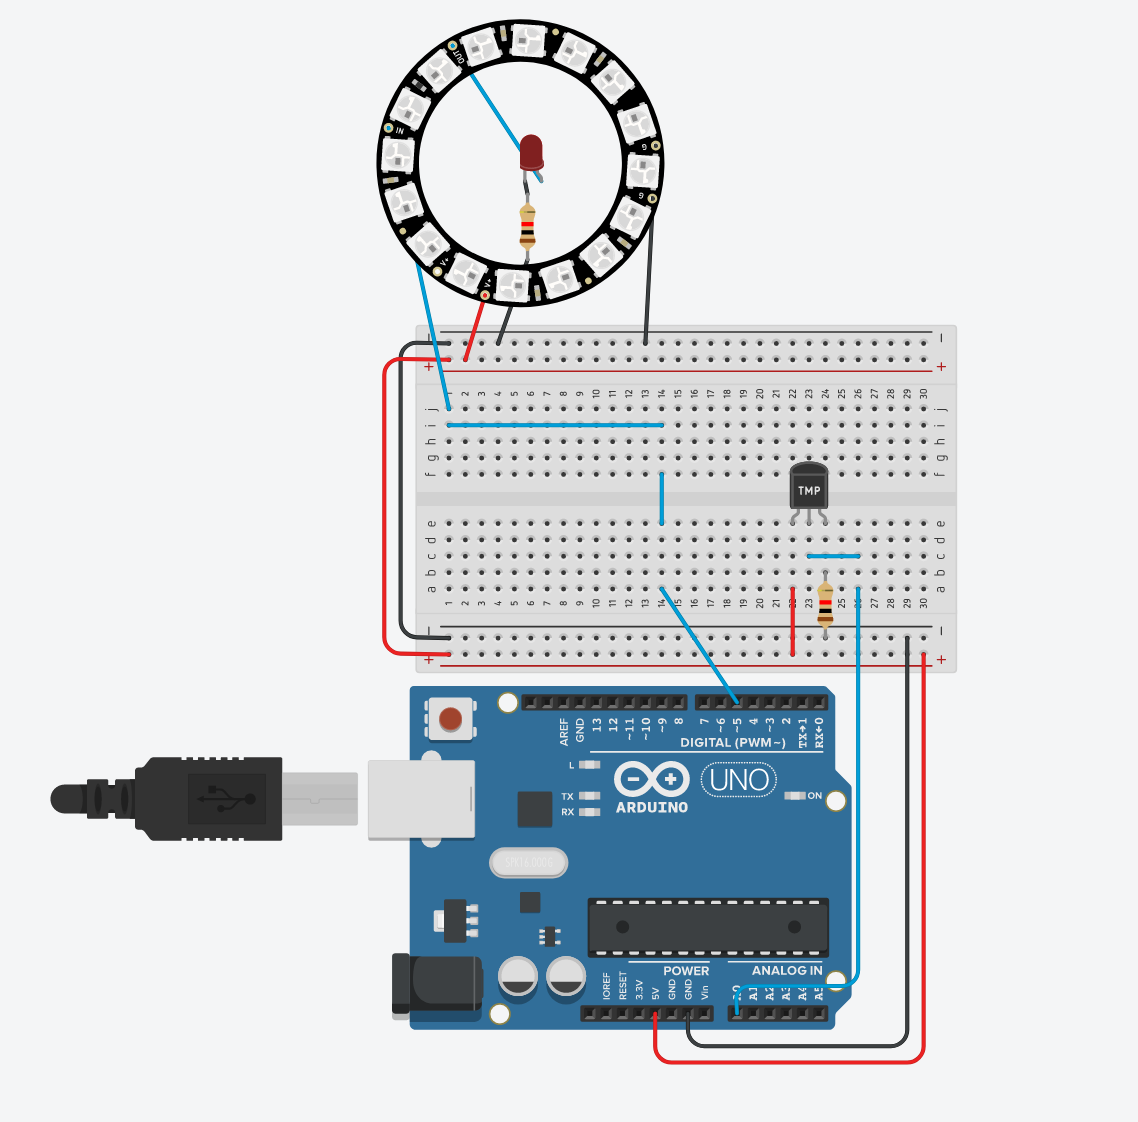 OUT
IN
G
G
V+
V+
− −
+ +
1 2 3 4 5 6 7 8 9 10 11 12 13 14 15 16 17 18 19 20 21 22 23 24 25 26 27 28 29 30
j j
i i
h h
g g
f f
TMP
e e
d d
c c
b b
a a
1 2 3 4 5 6 7 8 9 10 11 12 13 14 15 16 17 18 19 20 21 22 23 25 26 27 28 29 30
− −
+ +
AREF GND 13 12 ~11 ~10 ~9 8 7 ~6 ~5 4 ~3 2 TX→1 RX←0
DIGITAL (PWM~)
L
TX
RX
ARDUINO
UNO
ON
POWER ANALOG IN
IOREF RESET 3.3V 5V GND GND Vin A0 A1 A2 A3 A4 A5